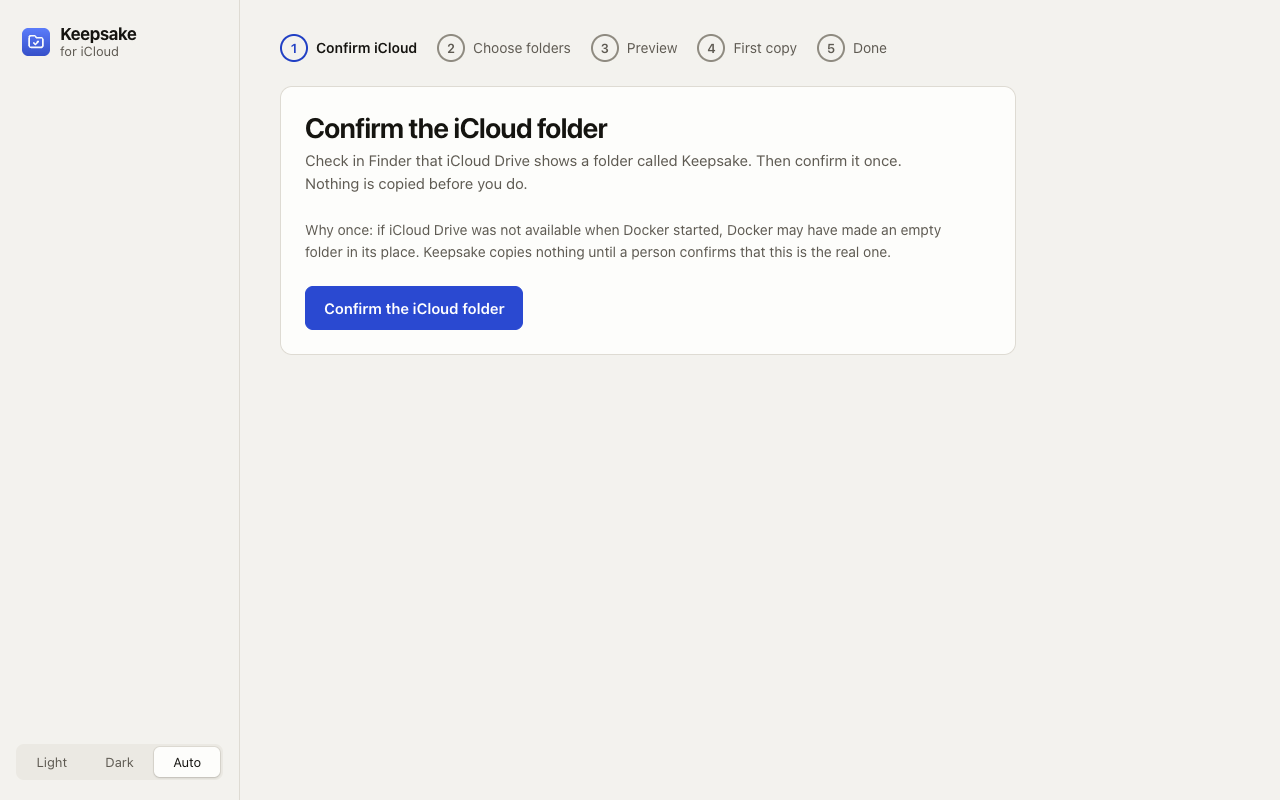 Keepsake
for iCloud
1 Confirm iCloud 2 Choose folders 3 Preview 4 First copy 5 Done
Confirm the iCloud folder
Check in Finder that iCloud Drive shows a folder called Keepsake. Then confirm it once.
Nothing is copied before you do.
Why once: if iCloud Drive was not available when Docker started, Docker may have made an empty
folder in its place. Keepsake copies nothing until a person confirms that this is the real one.
Confirm the iCloud folder
Light Dark Auto